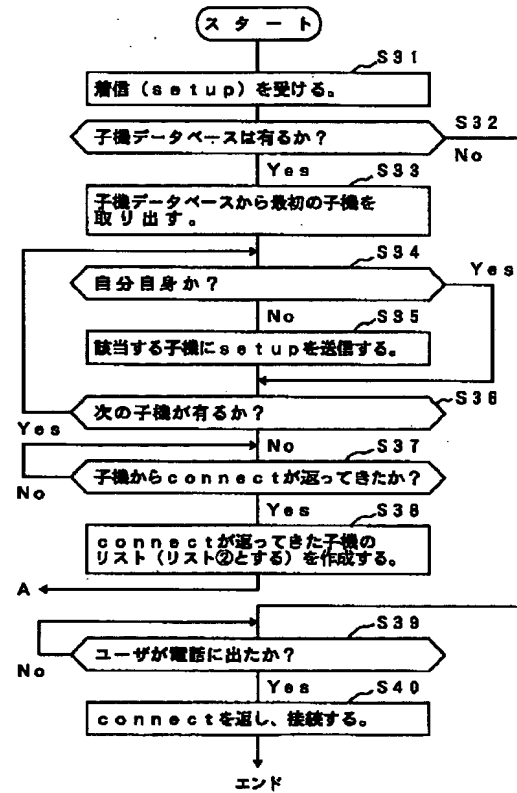 スタート
S31
着信（setup）を受ける。
S32
子機データベースは有るか？
No
Yes
S33
子機データベースから最初の子機を
取り出す。
S34
自分自身か？
Yes
No
S35
該当する子機にsetupを送信する。
S36
次の子機が有るか？
Yes
No
S37
子機からconnectが返ってきたか？
No
Yes
S38
connectが返ってきた子機の
リスト（リスト②とする）を作成する。
A
S39
ユーザが電話に出たか？
No
Yes
S40
connectを返し、接続する。
エンド